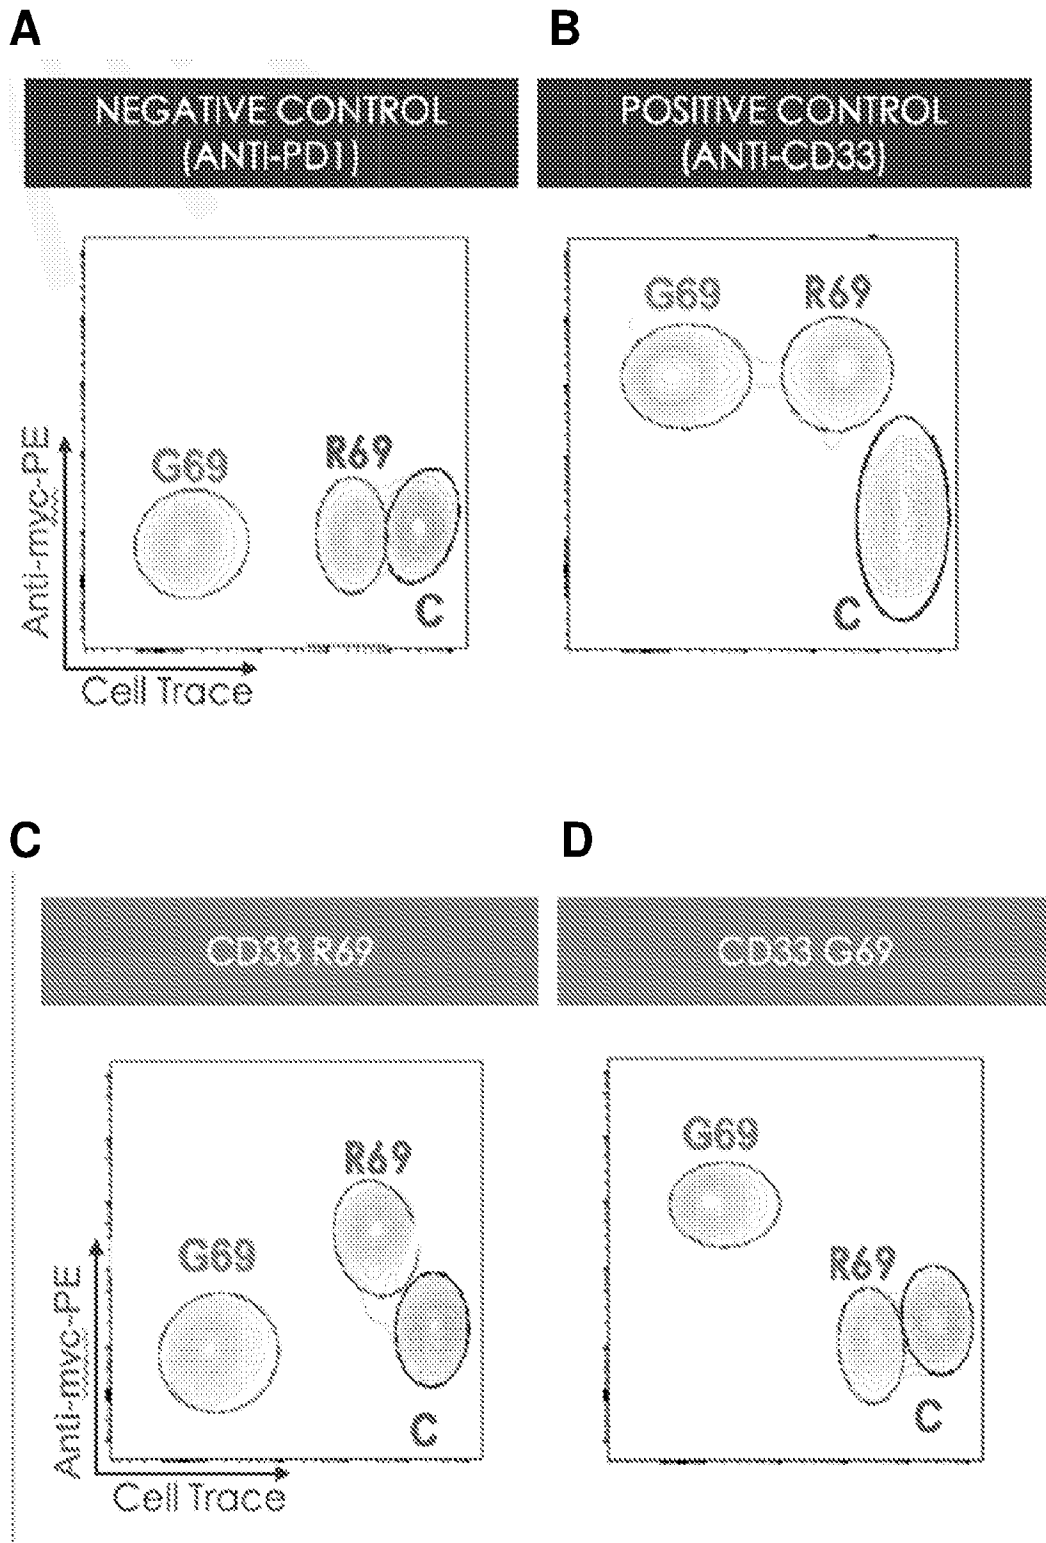 A
B
NEGATIVE CONTROL
(ANTI-PD1)
POSITIVE CONTROL
(ANTI-CD33)
G69
R69
C
Anti-myc-PE
Cell Trace
G69
R69
C
C
D
CD33 R69
CD33 G69
R69
G69
C
Anti-myc-PE
Cell Trace
G69
R69
C